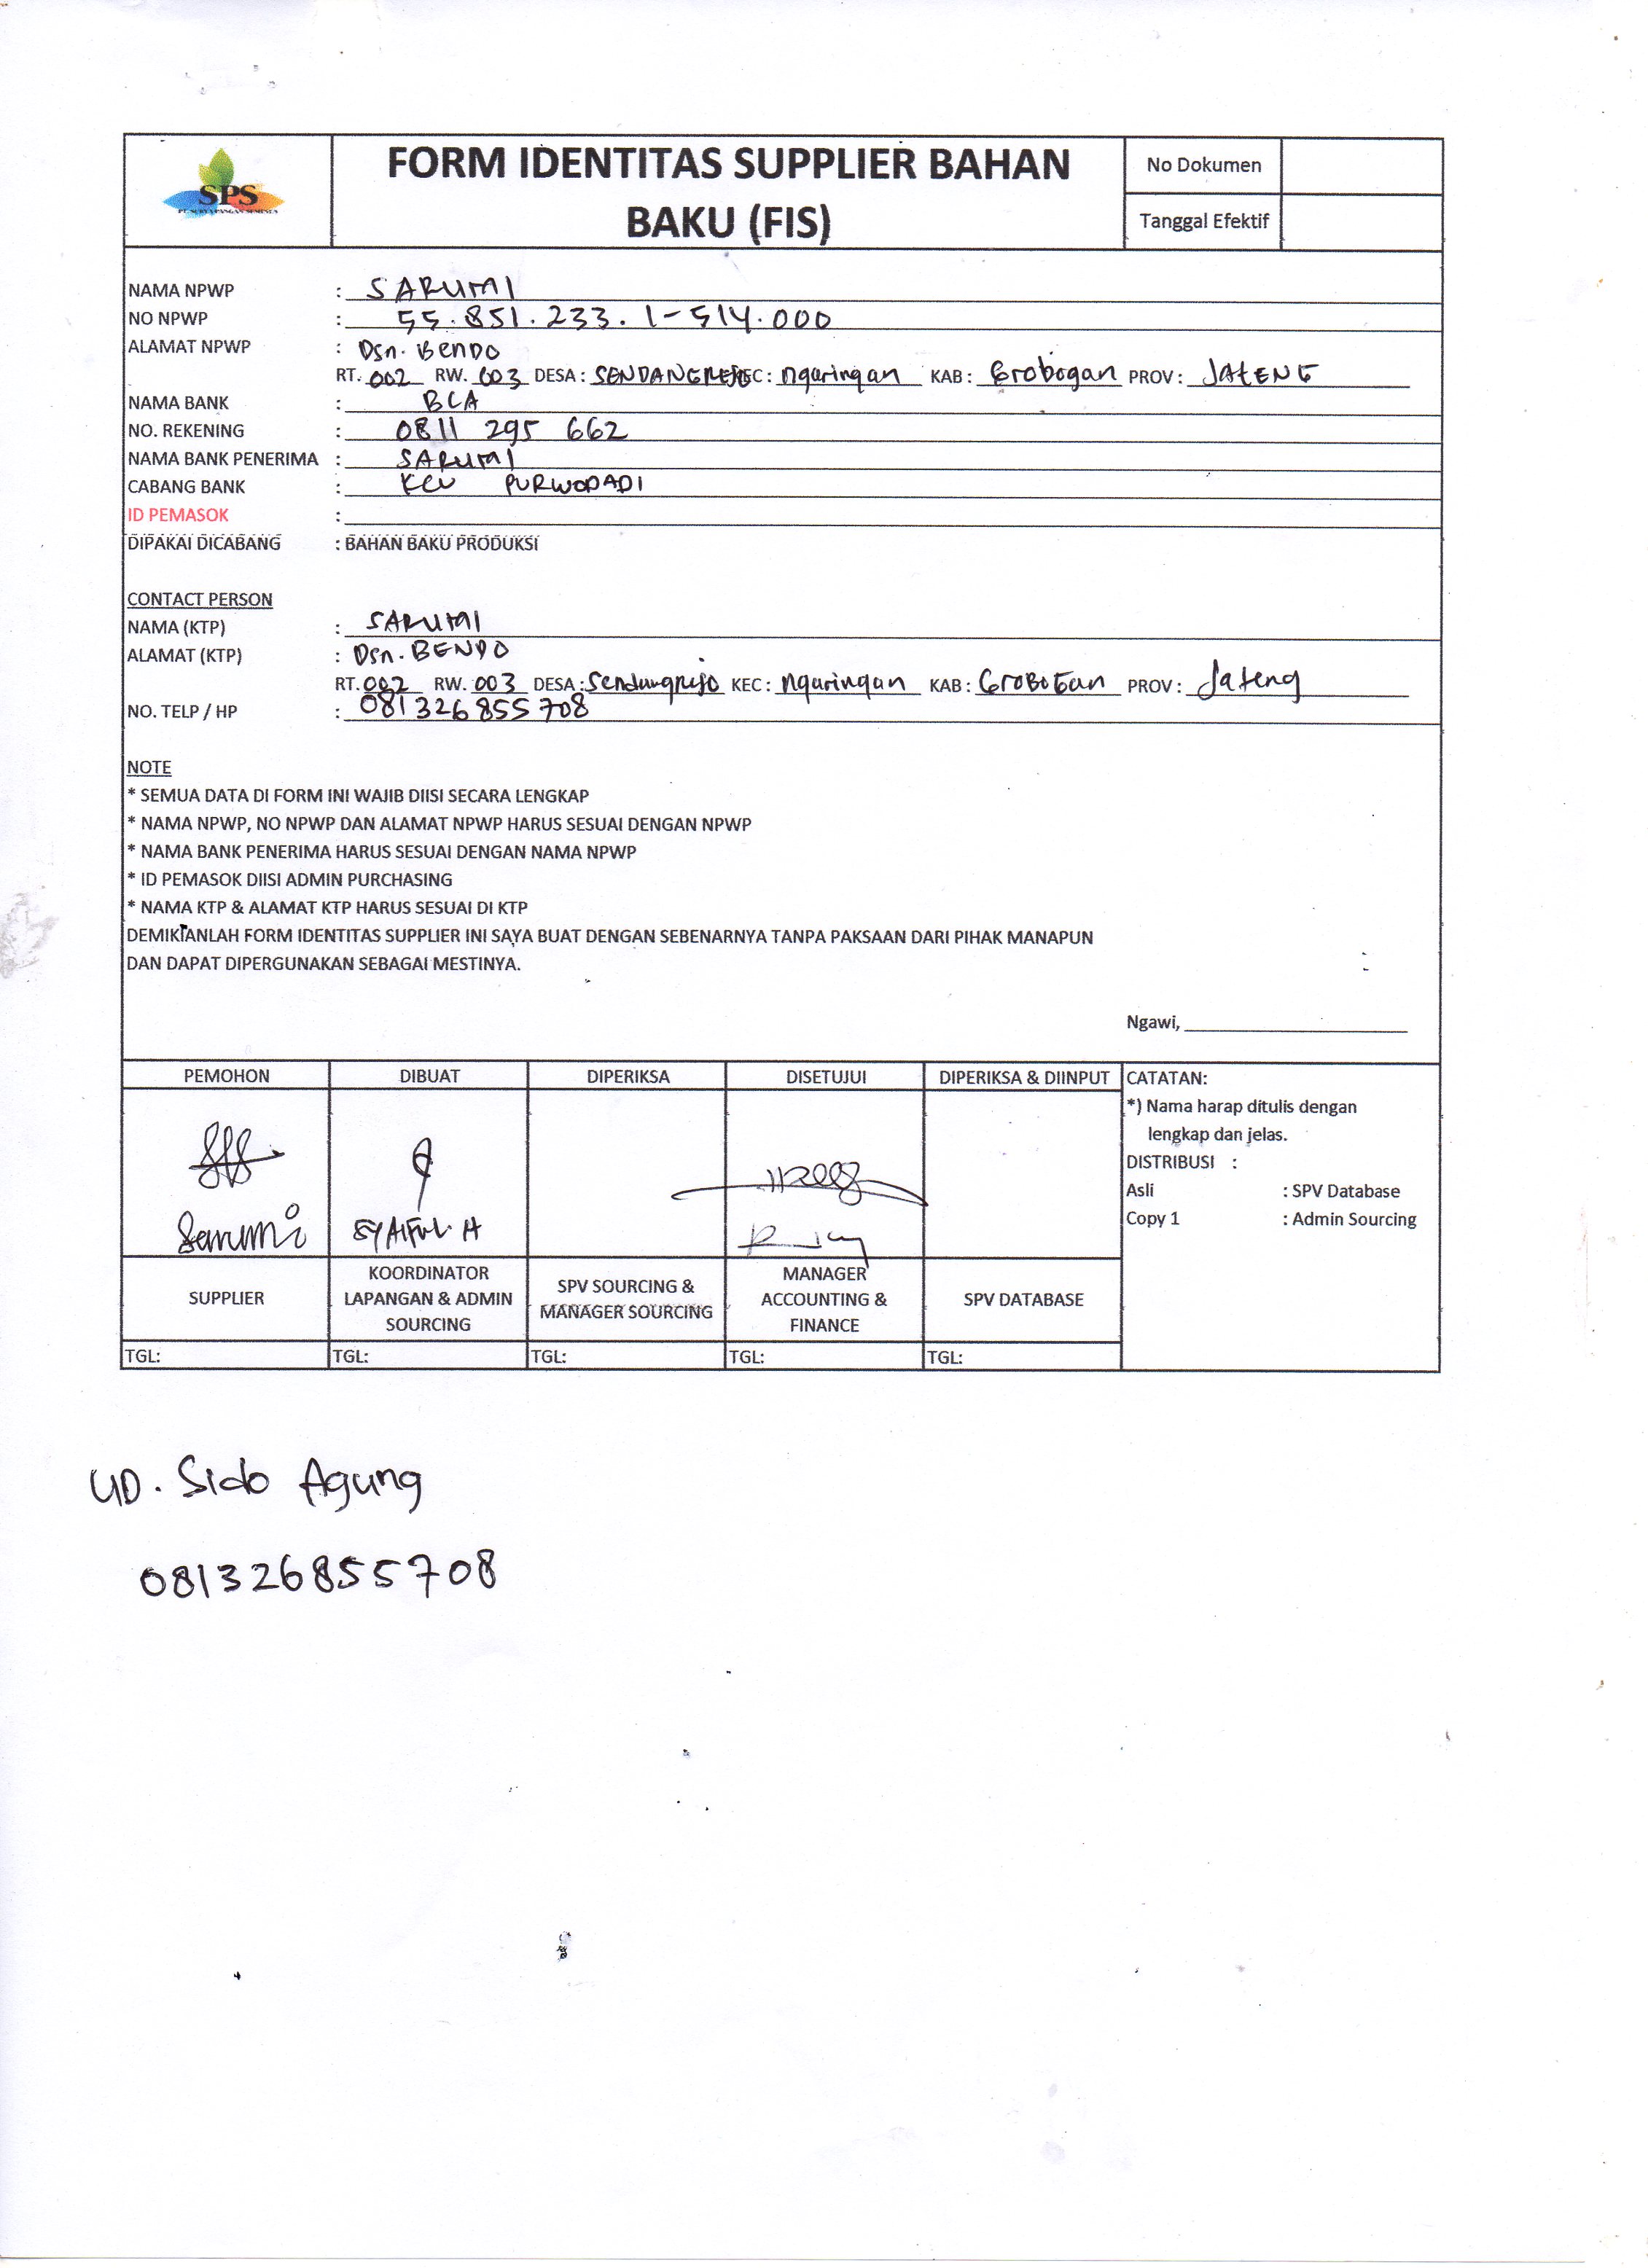 SPS
PT. SURYA PANGAN SEMESTA
FORM IDENTITAS SUPPLIER BAHAN
BAKU (FIS)
No Dokumen
Tanggal Efektif
NAMA NPWP : SARUMI
NO NPWP : 55.851.233.1-514.000
ALAMAT NPWP : Dsn. BENDO
RT. 002 RW. 003 DESA : SENDANGREJO KEC : Ngaringan KAB : Grobogan PROV : JATENG
NAMA BANK : BCA
NO. REKENING : 0811 295 662
NAMA BANK PENERIMA : SARUMI
CABANG BANK : KCU PURWODADI
ID PEMASOK :
DIPAKAI DICABANG : BAHAN BAKU PRODUKSI
CONTACT PERSON
NAMA (KTP) : SARUMI
ALAMAT (KTP) : Dsn. BENDO
RT. 002 RW. 003 DESA : Sendangrejo KEC : Ngaringan KAB : GROBOGan PROV : Jateng
NO. TELP / HP : 081326855708
NOTE
* SEMUA DATA DI FORM INI WAJIB DIISI SECARA LENGKAP
* NAMA NPWP, NO NPWP DAN ALAMAT NPWP HARUS SESUAI DENGAN NPWP
* NAMA BANK PENERIMA HARUS SESUAI DENGAN NAMA NPWP
* ID PEMASOK DIISI ADMIN PURCHASING
* NAMA KTP & ALAMAT KTP HARUS SESUAI DI KTP
DEMIKIANLAH FORM IDENTITAS SUPPLIER INI SAYA BUAT DENGAN SEBENARNYA TANPA PAKSAAN DARI PIHAK MANAPUN
DAN DAPAT DIPERGUNAKAN SEBAGAI MESTINYA.
Ngawi,
PEMOHON DIBUAT DIPERIKSA DISETUJUI DIPERIKSA & DIINPUT CATATAN:
*) Nama harap ditulis dengan
lengkap dan jelas.
DISTRIBUSI :
Asli : SPV Database
Copy 1 : Admin Sourcing
Sarumi SYAIFUL. H
SUPPLIER
KOORDINATOR
LAPANGAN & ADMIN
SOURCING
SPV SOURCING &
MANAGER SOURCING
MANAGER
ACCOUNTING &
FINANCE
SPV DATABASE
TGL: TGL: TGL: TGL: TGL:
UD. Sido Agung
081326855708